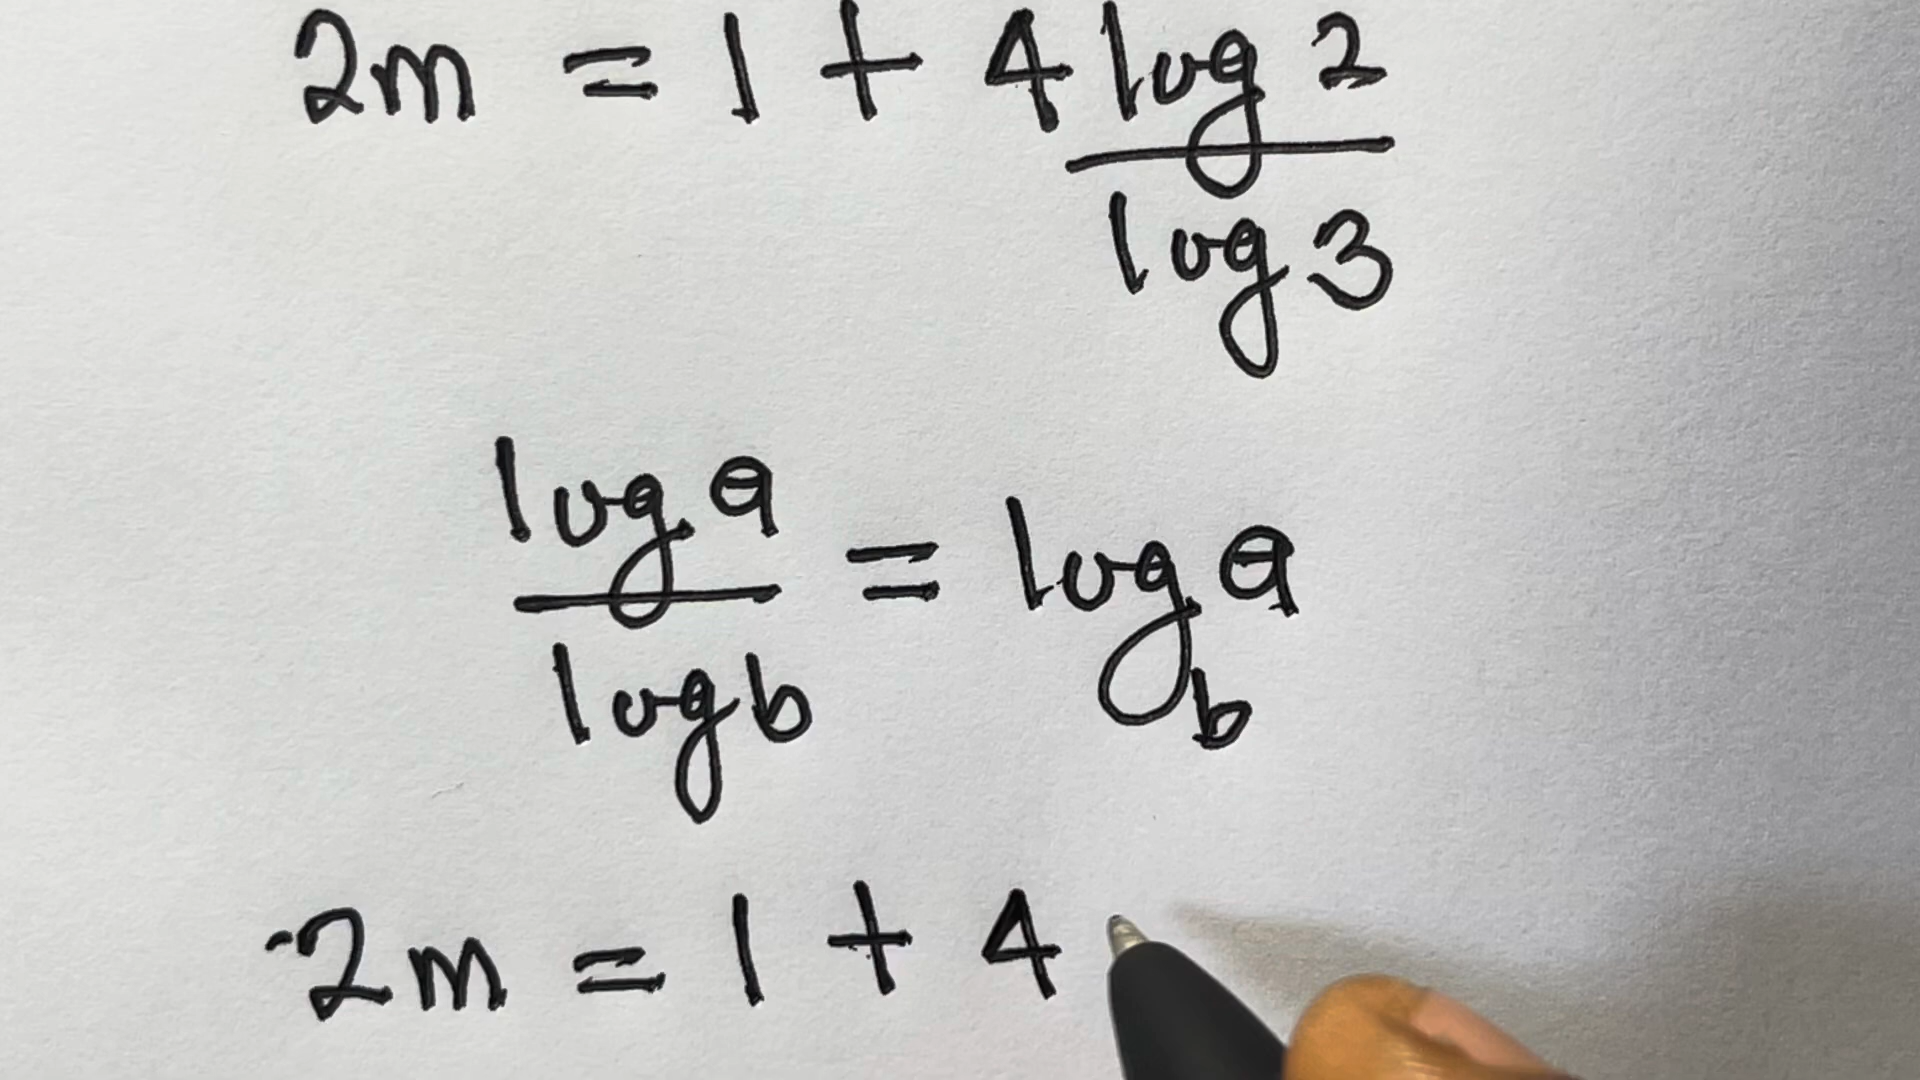 2m = 1 + 4 log 2
log 3
log a = log_b a
log b
2m = 1 + 4